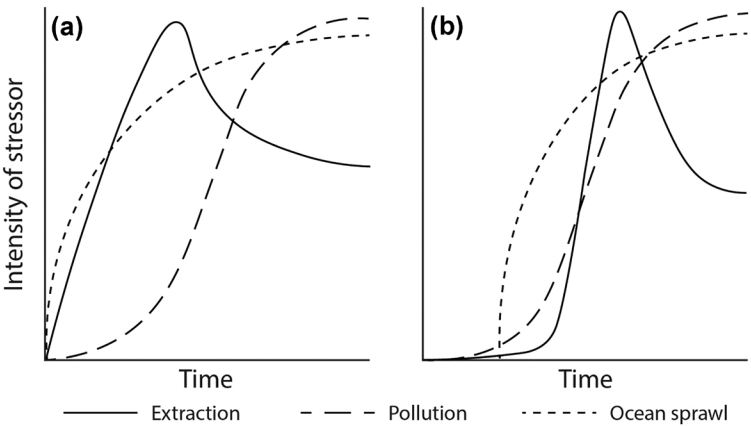 (a)
(b)
Intensity of stressor
Time
Time
Extraction
Pollution
Ocean sprawl